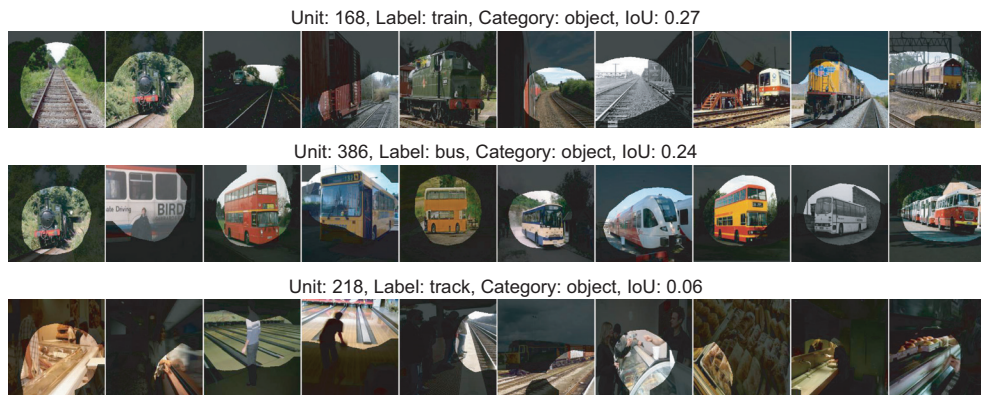 Unit: 168, Label: train, Category: object, IoU: 0.27
Unit: 386, Label: bus, Category: object, IoU: 0.24
BIRD
Unit: 218, Label: track, Category: object, IoU: 0.06